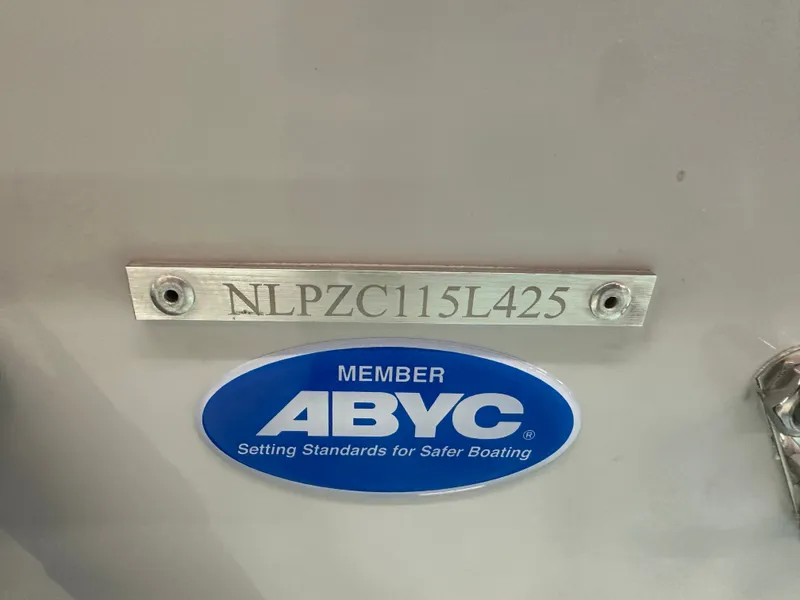 NLPZC115L425
MEMBER
ABYC®
Setting Standards for Safer Boating